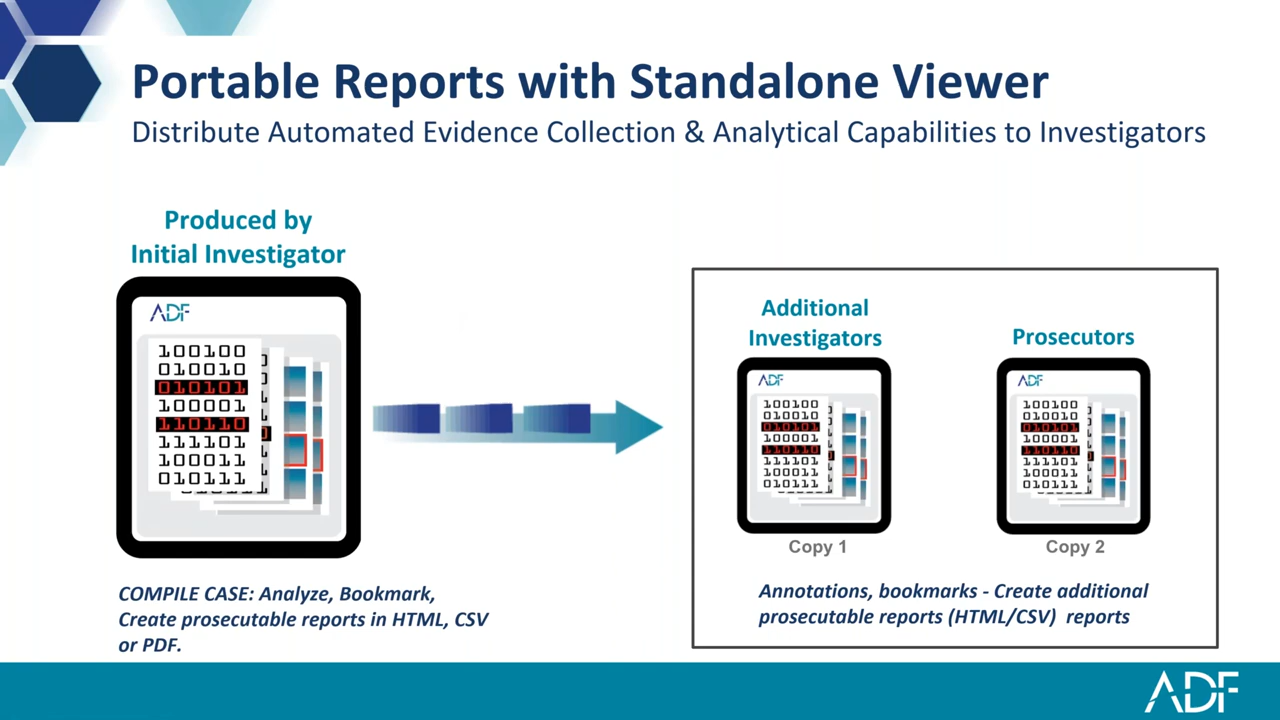 Portable Reports with Standalone Viewer
Distribute Automated Evidence Collection & Analytical Capabilities to Investigators
Produced by
Initial Investigator
ADF
100100
010010
010101
100001
110110
111101
100011
010111
COMPILE CASE: Analyze, Bookmark,
Create prosecutable reports in HTML, CSV
or PDF.
Additional
Investigators
ADF
100100
010010
010101
100001
110110
111101
100011
010111
Copy 1
Prosecutors
ADF
100100
010010
010101
100001
110110
111101
100011
010111
Copy 2
Annotations, bookmarks - Create additional
prosecutable reports (HTML/CSV) reports
ADF